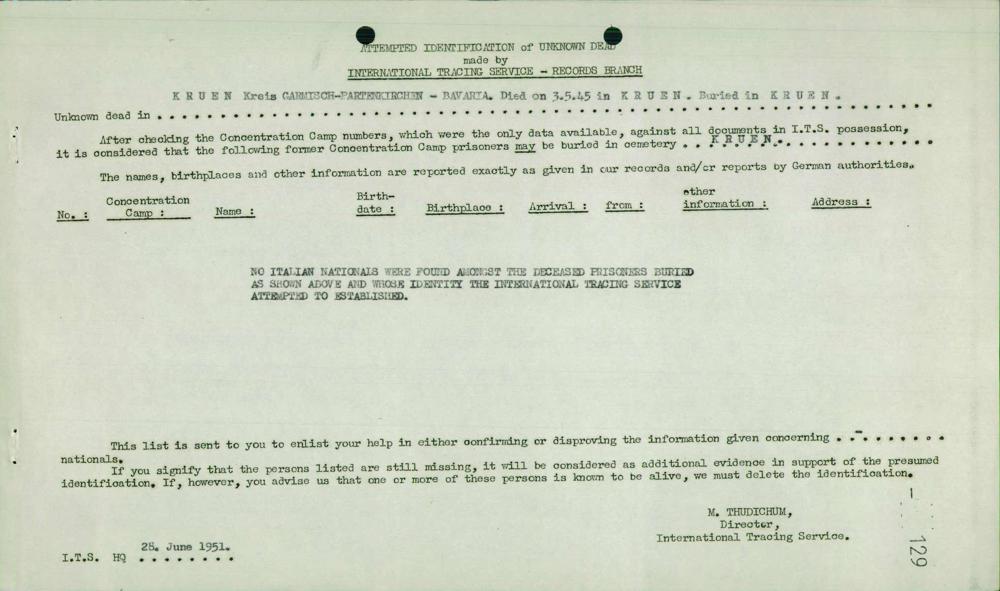 ATTEMPTED IDENTIFICATION of UNKNOWN DEAD
made by
INTERNATIONAL TRACING SERVICE - RECORDS BRANCH
K R U E N Kreis GARMISCH-PARTENKIRCHEN - BAVARIA. Died on 3.5.45 in K R U E N. Buried in K R U E N.
Unknown dead in . . . . . . . . . . . . . . . . . . . . . . . . . . . . . . . . . . . . . . . .
After checking the Concentration Camp numbers, which were the only data available, against all documents in I.T.S. possession,
it is considered that the following former Concentration Camp prisoners may be buried in cemetery . . K R U E N. . . . . . . . . . .
The names, birthplaces and other information are reported exactly as given in our records and/or reports by German authorities.
No. : Concentration Camp : Name : Birth-date : Birthplace : Arrival : from : other information : Address :
NO ITALIAN NATIONALS WERE FOUND AMONGST THE DECEASED PRISONERS BURIED
AS SHOWN ABOVE AND WHOSE IDENTITY THE INTERNATIONAL TRACING SERVICE
ATTEMPTED TO ESTABLISHED.
This list is sent to you to enlist your help in either confirming or disproving the information given concerning . . - . . . . . . .
nationals.
If you signify that the persons listed are still missing, it will be considered as additional evidence in support of the presumed
identification. If, however, you advise us that one or more of these persons is known to be alive, we must delete the identification.
M. THUDICHUM,
Director,
International Tracing Service.
I.T.S. HQ 28. June 1951.
- 129